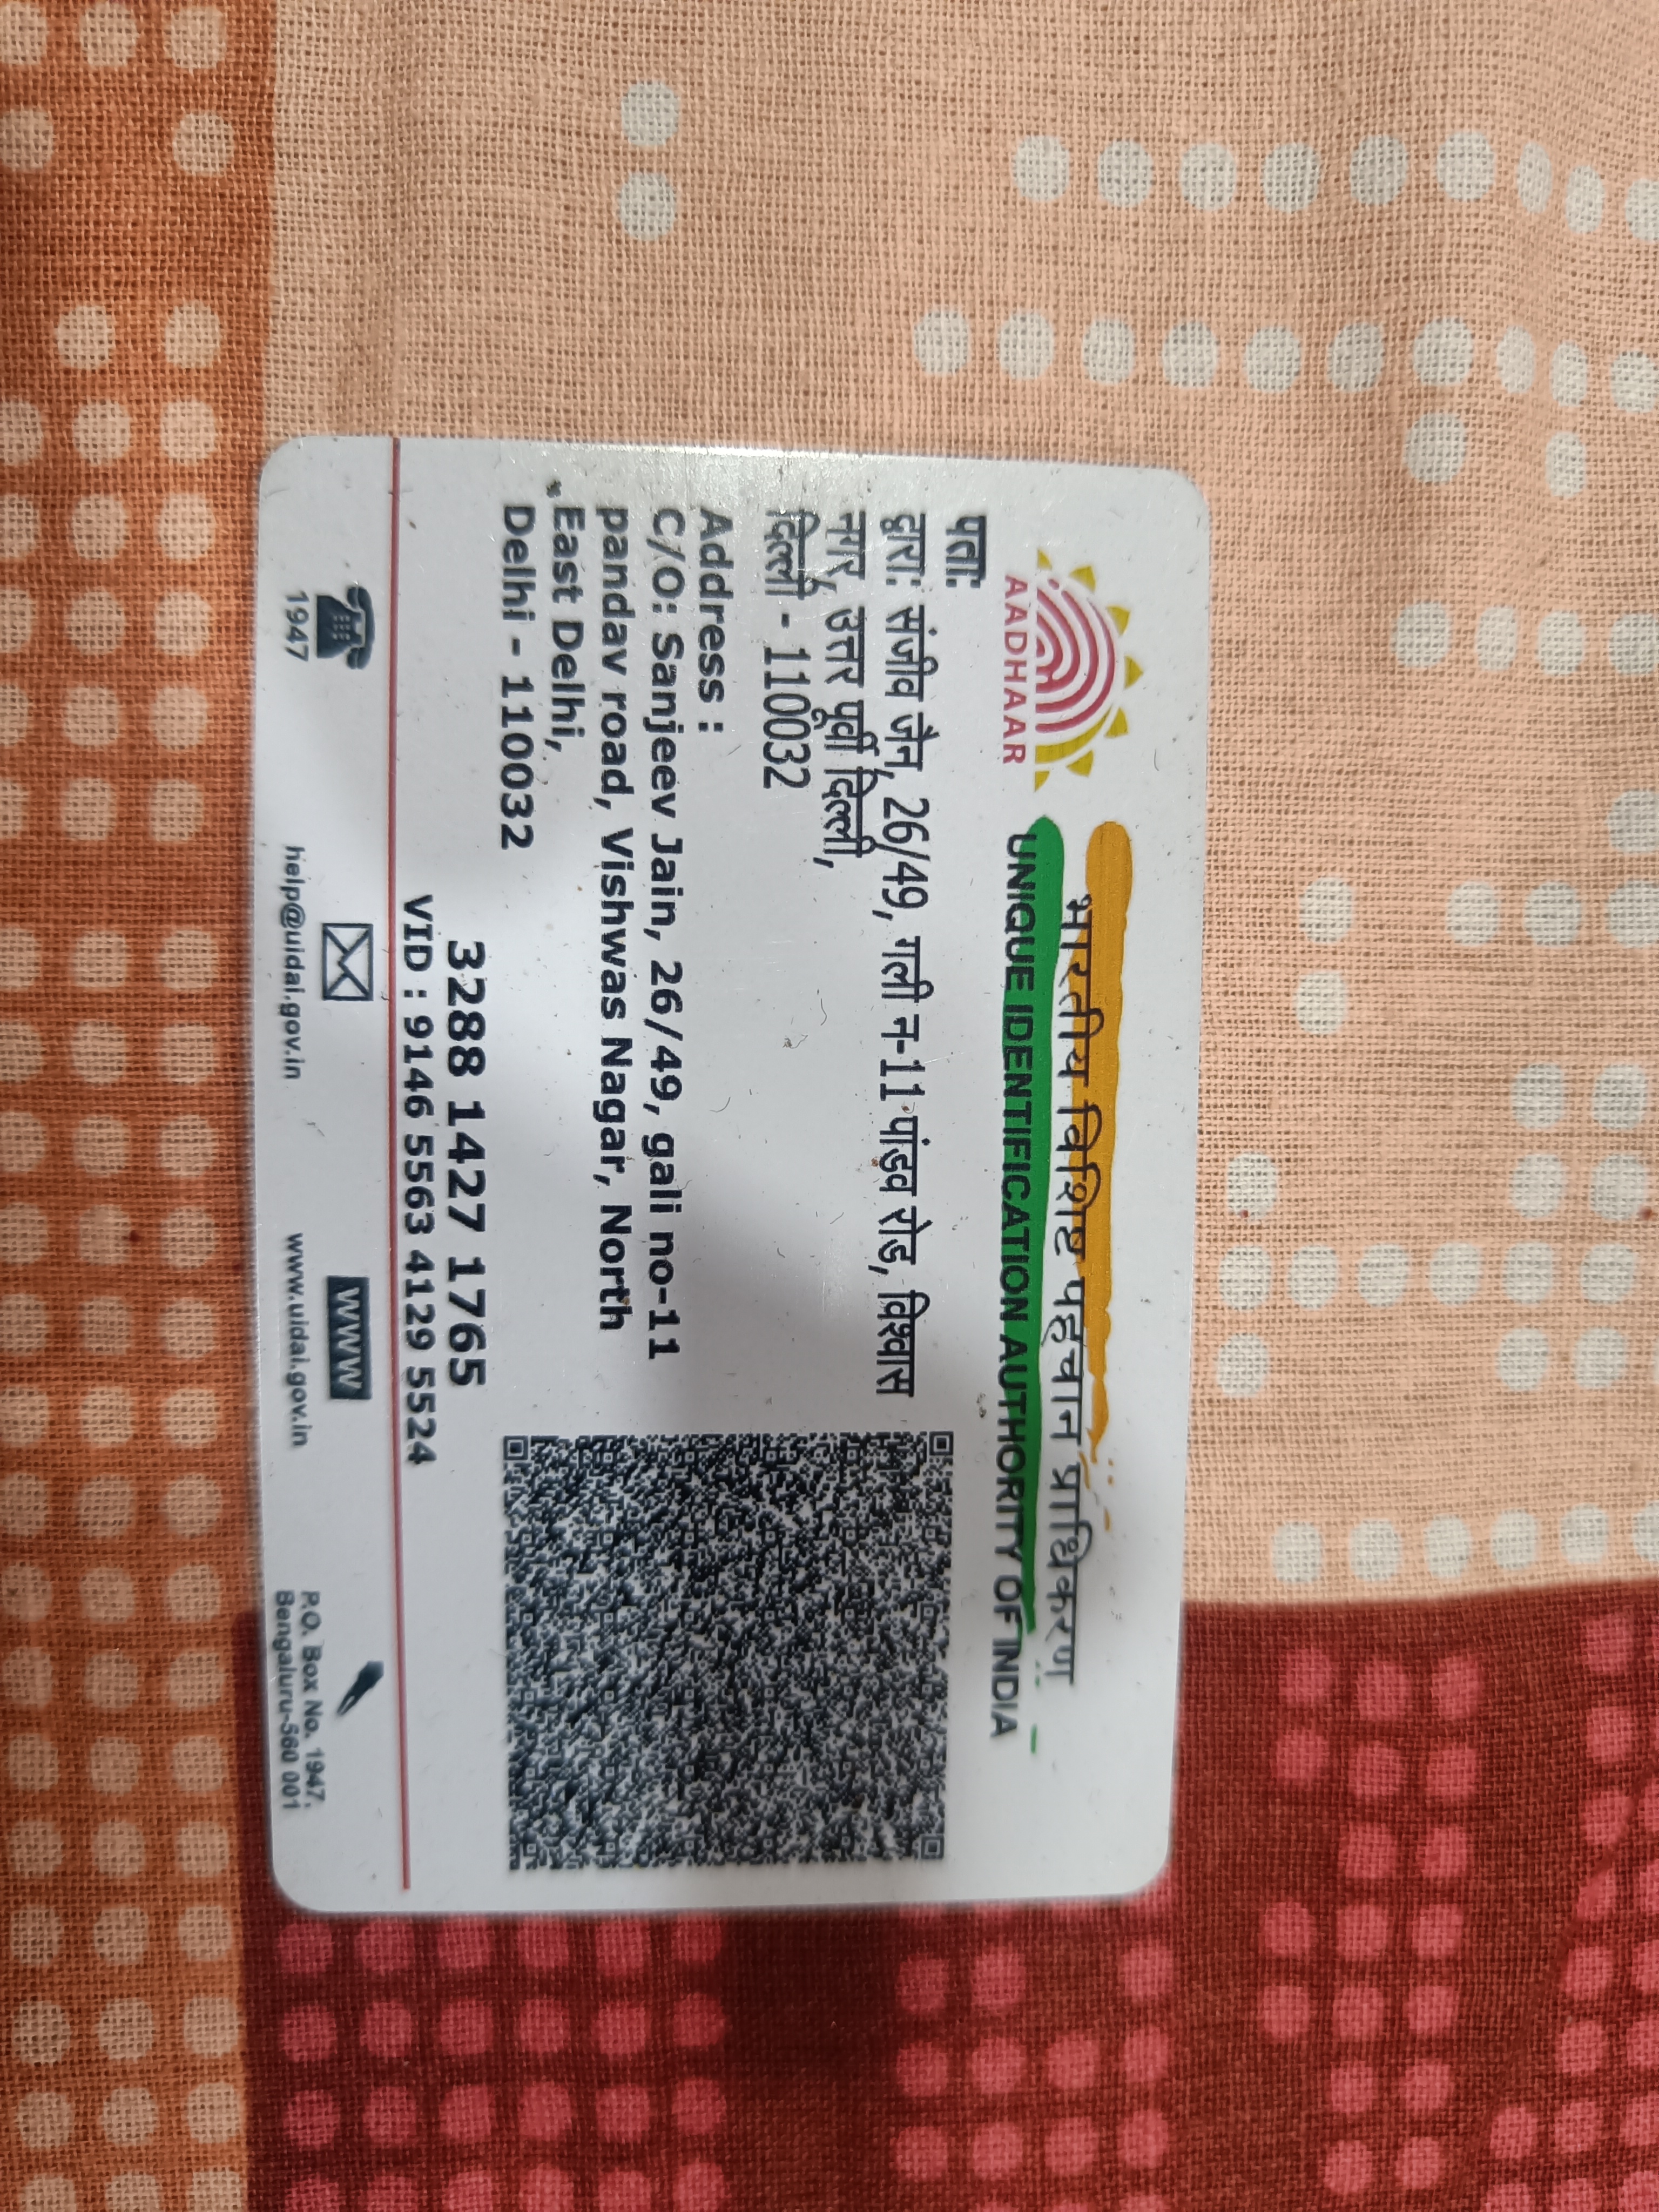 भारतीय विशिष्ट पहचान प्राधिकरण
UNIQUE IDENTIFICATION AUTHORITY OF INDIA
AADHAAR
पता:
द्वारा: संजीव जैन, 26/49, गली न-11 पांडव रोड, विश्वास
नगर, उत्तर पूर्वी दिल्ली,
दिल्ली - 110032
Address :
C/O: Sanjeev Jain, 26/49, gali no-11
pandav road, Vishwas Nagar, North
East Delhi,
Delhi - 110032
3288 1427 1765
VID : 9146 5563 4129 5524
1947
help@uidai.gov.in
WWW
www.uidai.gov.in
P.O. Box No. 1947,
Bengaluru-560 001